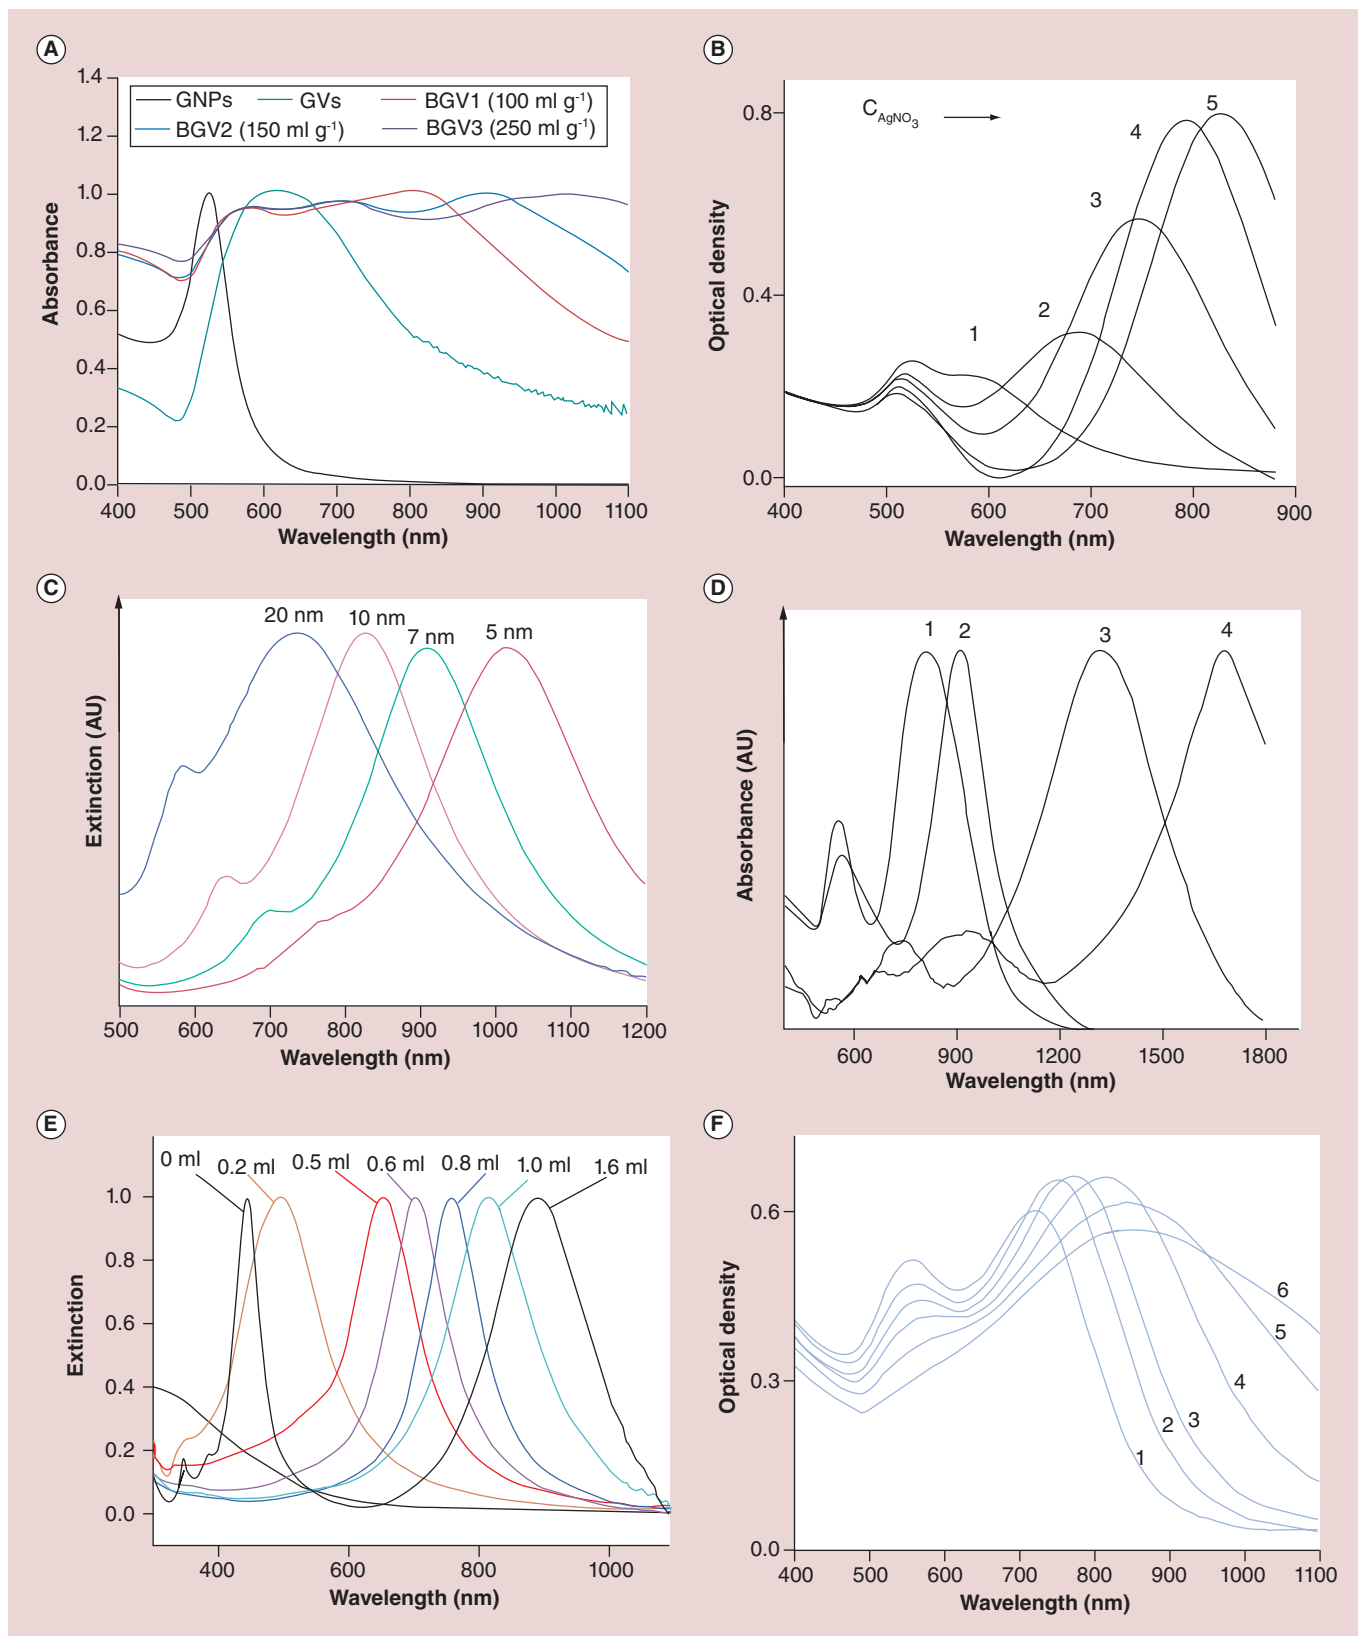 A
1.4
1.2
1.0
0.8
0.6
0.4
0.2
0.0
Absorbance
GNPs GVs BGV1 (100 ml g-1)
BGV2 (150 ml g-1) BGV3 (250 ml g-1)
400 500 600 700 800 900 1000 1100
Wavelength (nm)
B
0.8
0.4
0.0
Optical density
CAgNO3
1 2 3 4 5
400 500 600 700 800 900
Wavelength (nm)
C
Extinction (AU)
20 nm 10 nm 7 nm 5 nm
500 600 700 800 900 1000 1100 1200
Wavelength (nm)
D
Absorbance (AU)
1 2 3 4
600 900 1200 1500 1800
Wavelength (nm)
E
1.0
0.8
0.6
0.4
0.2
0.0
Extinction
0 ml 0.2 ml 0.5 ml 0.6 ml 0.8 ml 1.0 ml 1.6 ml
400 600 800 1000
Wavelength (nm)
F
0.6
0.3
0.0
Optical density
6
5
4
3
2
1
400 500 600 700 800 900 1000 1100
Wavelength (nm)